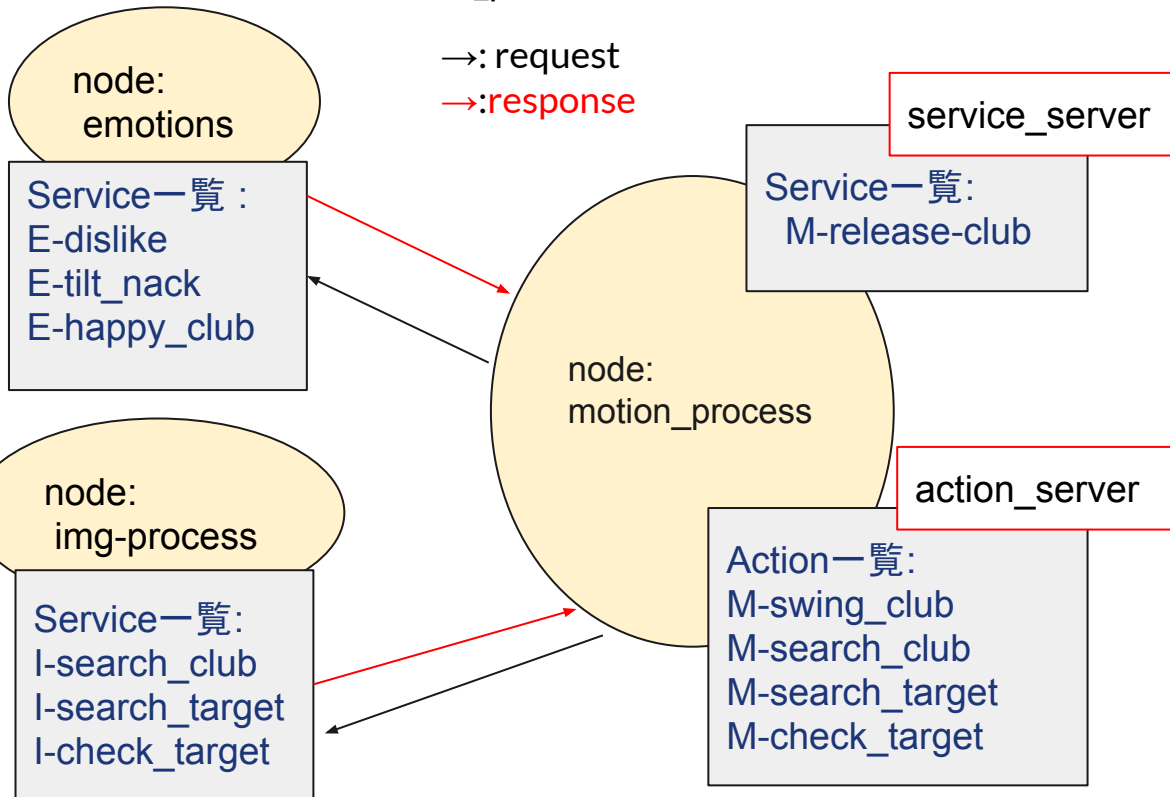 →: request
→:response
node:
emotions
Service一覧 :
E-dislike
E-tilt_nack
E-happy_club
service_server
Service一覧:
M-release-club
node:
motion_process
node:
img-process
Service一覧:
I-search_club
I-search_target
I-check_target
action_server
Action一覧:
M-swing_club
M-search_club
M-search_target
M-check_target